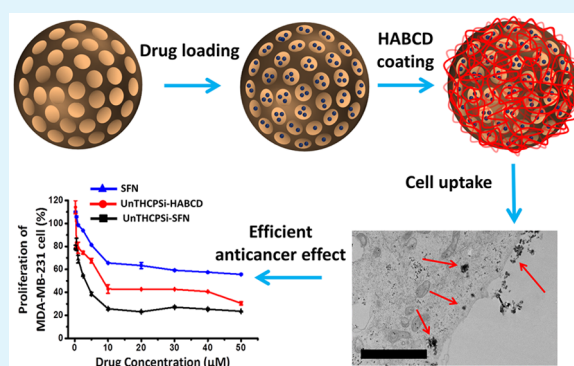 Drug loading
HABCD
coating
Cell uptake
Efficient
anticancer effect
Proliferation of
MDA-MB-231 cell (%)
120
100
80
60
40
20
0
SFN
UnTHCPSi-HABCD
UnTHCPSi-SFN
0 10 20 30 40 50
Drug Concentration (uM)